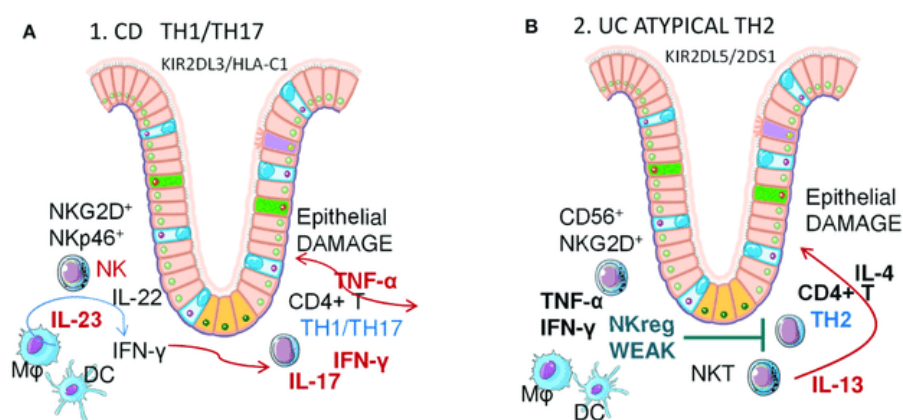 A
1. CD TH1/TH17
KIR2DL3/HLA-C1
NKG2D⁺
NKp46⁺
NK
IL-22
IL-23
IFN-γ
Mφ
DC
Epithelial
DAMAGE
TNF-α
CD4+ T
TH1/TH17
IFN-γ
IL-17
B
2. UC ATYPICAL TH2
KIR2DL5/2DS1
CD56⁺
NKG2D⁺
TNF-α
IFN-γ
NKreg
WEAK
Mφ
DC
Epithelial
DAMAGE
IL-4
CD4+ T
TH2
NKT
IL-13